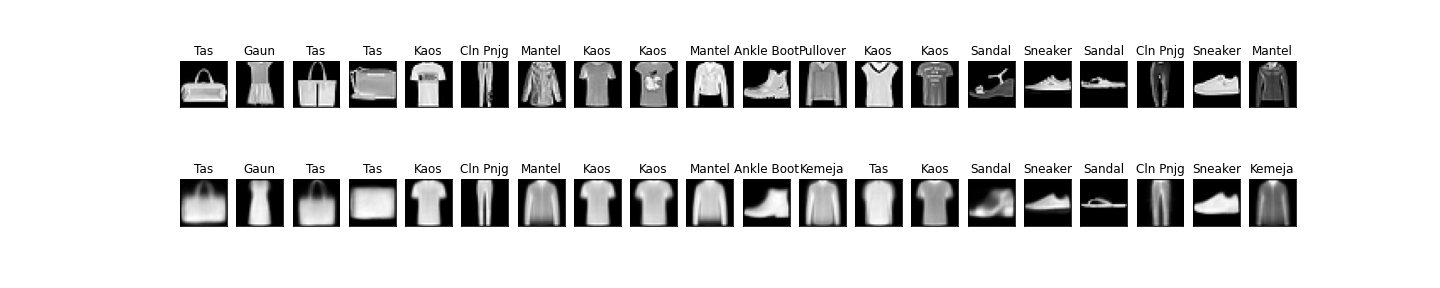 Tas Gaun Tas Tas Kaos Cln Pnjg Mantel Kaos Kaos Mantel Ankle Boot Pullover Kaos Kaos Sandal Sneaker Sandal Cln Pnjg Sneaker Mantel
Tas Gaun Tas Tas Kaos Cln Pnjg Mantel Kaos Kaos Mantel Ankle Boot Kemeja Tas Kaos Sandal Sneaker Sandal Cln Pnjg Sneaker Kemeja